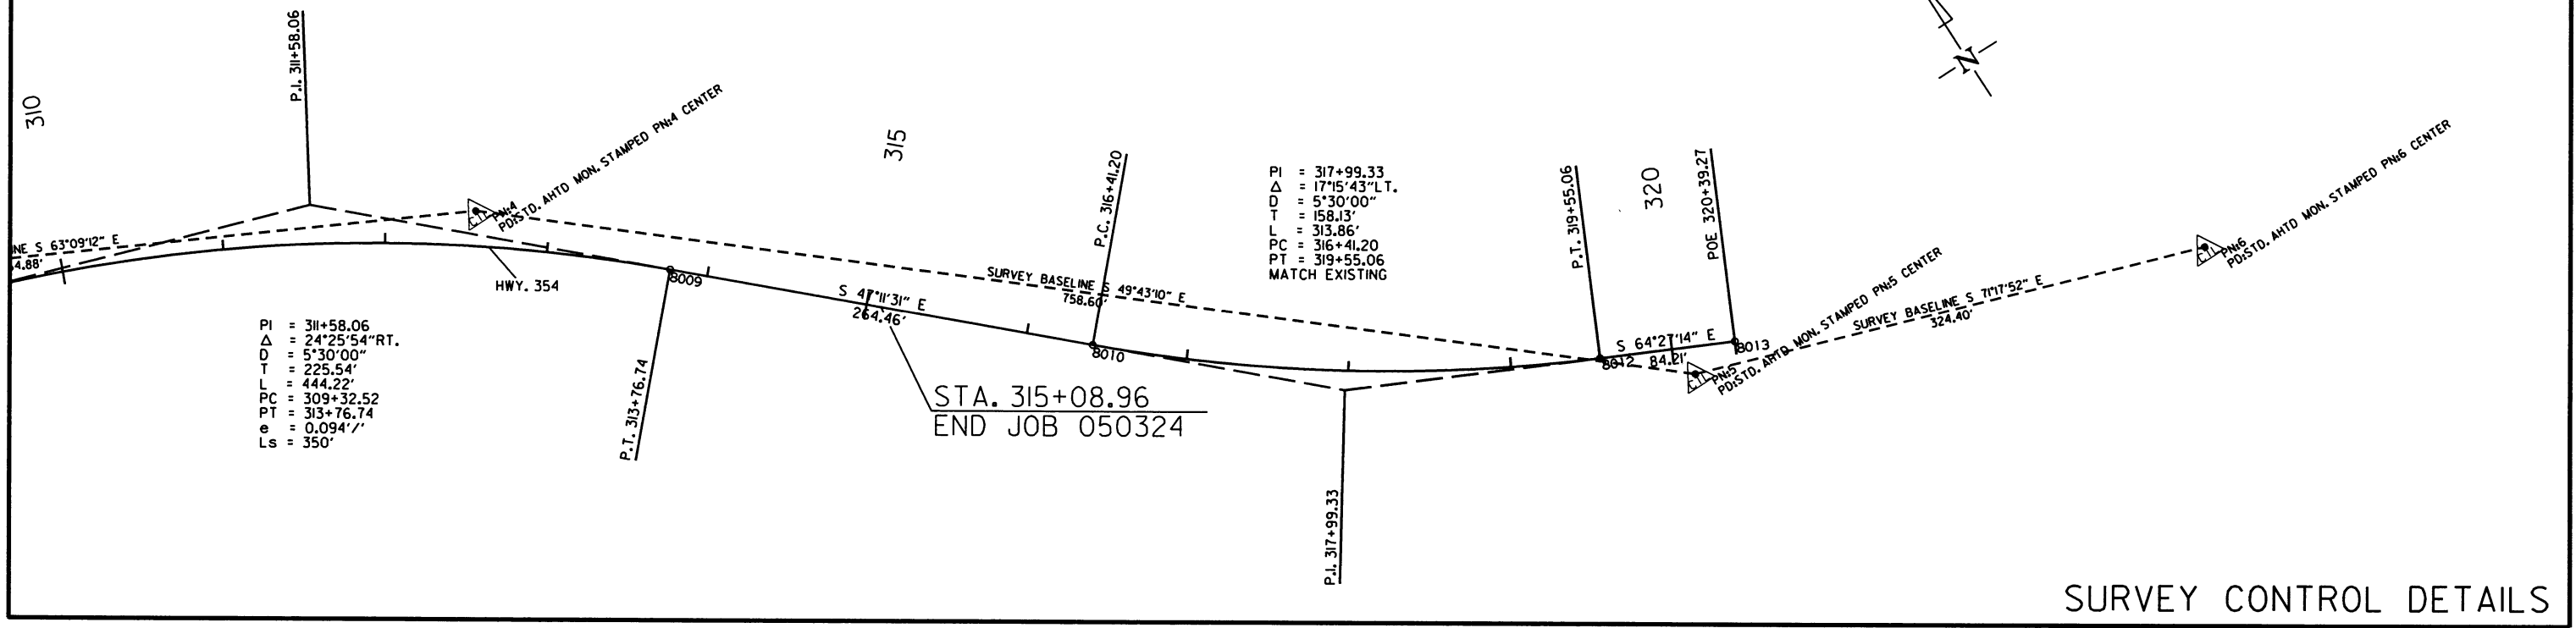 310
P.I. 311+58.06
NE S 63°09'12" E
4.88'
PN:4
PD:STD. AHTD MON. STAMPED PN:4 CENTER
CTL
HWY. 354
PI = 311+58.06
Δ = 24°25'54"RT.
D = 5°30'00"
T = 225.54'
L = 444.22'
PC = 309+32.52
PT = 313+76.74
e = 0.094'/'
Ls = 350'
8009
P.T. 313+76.74
315
S 47°11'31" E
264.46'
STA. 315+08.96
END JOB 050324
SURVEY BASELINE S 49°43'10" E
758.60'
P.C. 316+41.20
8010
PI = 317+99.33
Δ = 17°15'43"LT.
D = 5°30'00"
T = 158.13'
L = 313.86'
PC = 316+41.20
PT = 319+55.06
MATCH EXISTING
P.I. 317+99.33
P.T. 319+55.06
320
POE 320+39.27
S 64°27'14" E
84.21'
8012
8013
CTL
PN:5
PD:STD. AHTD MON. STAMPED PN:5 CENTER
SURVEY BASELINE S 71°17'52" E
324.40'
CTL
PN:6
PD:STD. AHTD MON. STAMPED PN:6 CENTER
N
SURVEY CONTROL DETAILS